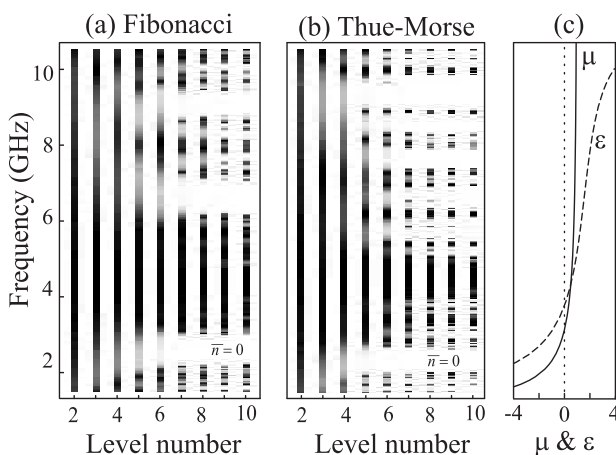 (a) Fibonacci
(b) Thue-Morse
(c)
Frequency (GHz)
10
8
6
4
2
n̅ = 0
n̅ = 0
μ
ε
2 4 6 8 10
2 4 6 8 10
-4 0 4
Level number
Level number
μ & ε